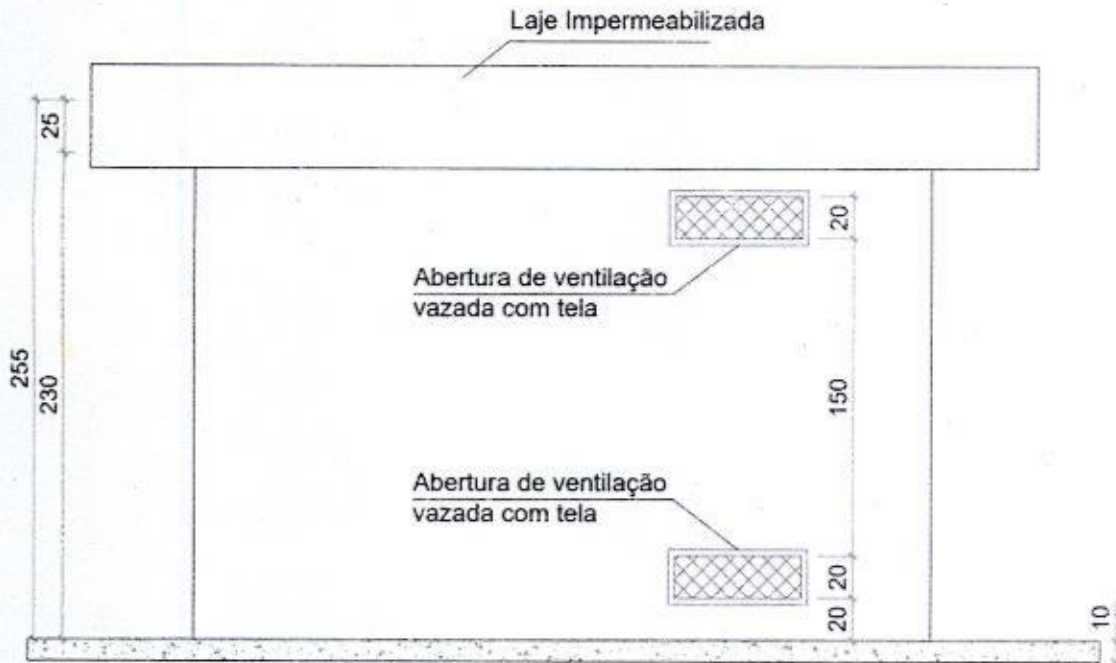 Laje Impermeabilizada
25
20
Abertura de ventilação
vazada com tela
255
230
150
Abertura de ventilação
vazada com tela
20
20
10